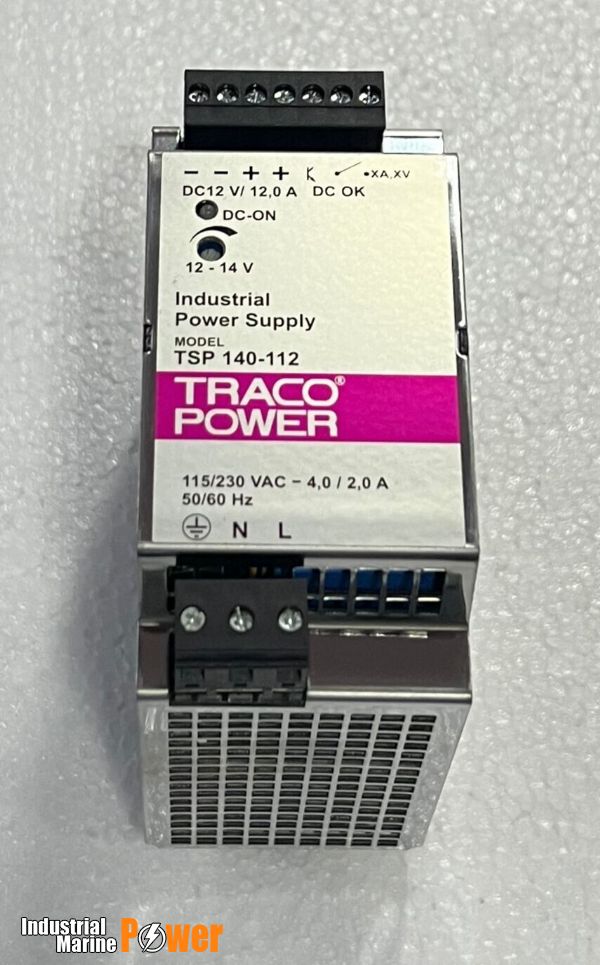 − − + + XA,XV
DC12 V/ 12,0 A DC OK
DC-ON
12 - 14 V
Industrial
Power Supply
MODEL
TSP 140-112
TRACO®
POWER
115/230 VAC ~ 4,0 / 2,0 A
50/60 Hz
N L
Industrial
Marine Power